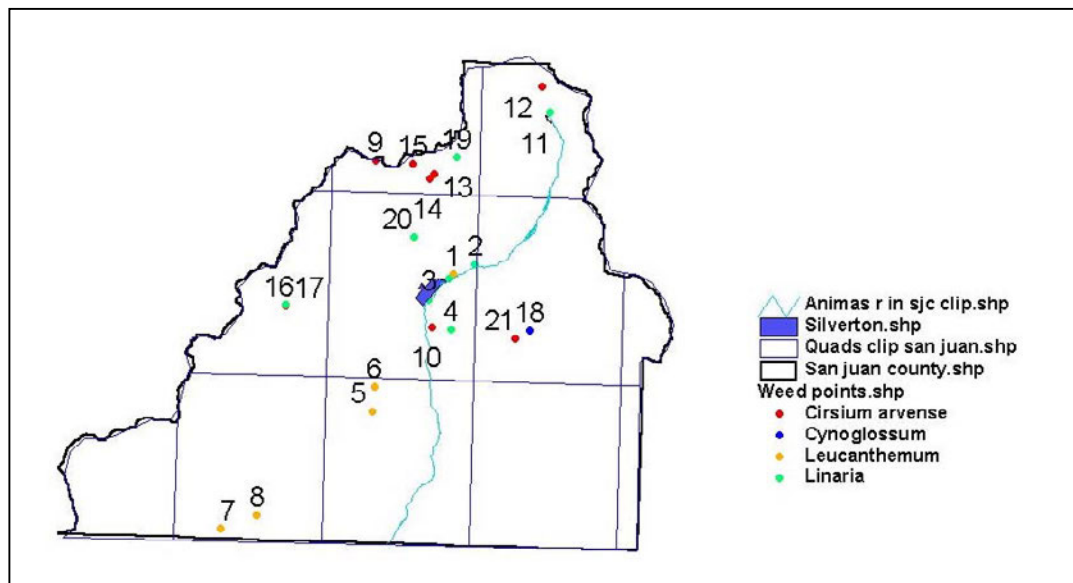 12
11
9 15 19
13
14
20
1 2
3
16 17
4
21 18
10
6
5
7 8
Animas r in sjc clip.shp
Silverton.shp
Quads clip san juan.shp
San juan county.shp
Weed points.shp
Cirsium arvense
Cynoglossum
Leucanthemum
Linaria